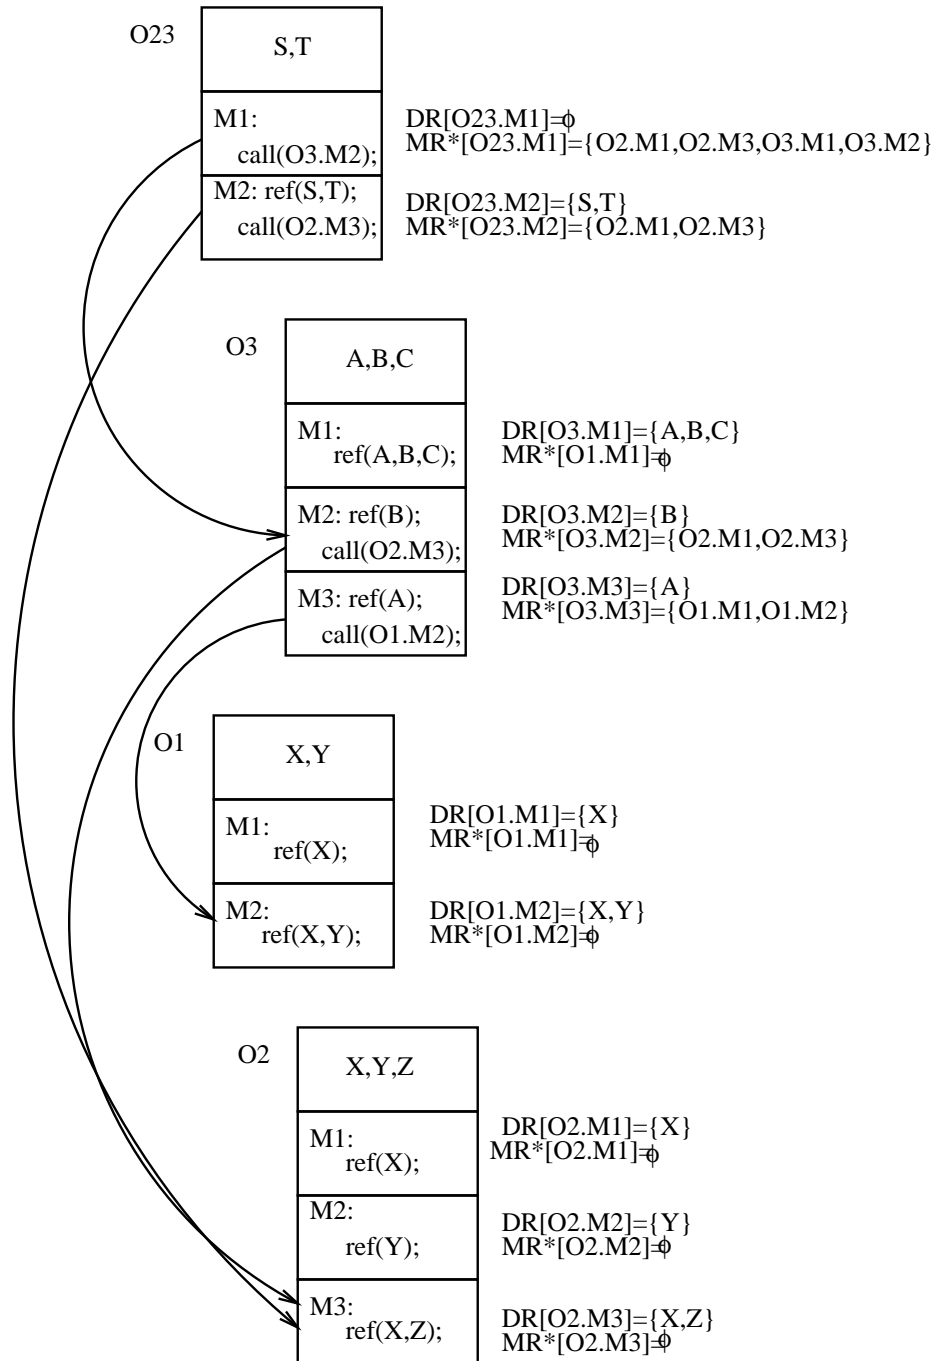 O23
S,T
M1:
call(O3.M2);
DR[O23.M1]=ϕ
MR*[O23.M1]={O2.M1,O2.M3,O3.M1,O3.M2}
M2: ref(S,T);
call(O2.M3);
DR[O23.M2]={S,T}
MR*[O23.M2]={O2.M1,O2.M3}
O3
A,B,C
M1:
ref(A,B,C);
DR[O3.M1]={A,B,C}
MR*[O1.M1]=ϕ
M2: ref(B);
call(O2.M3);
DR[O3.M2]={B}
MR*[O3.M2]={O2.M1,O2.M3}
M3: ref(A);
call(O1.M2);
DR[O3.M3]={A}
MR*[O3.M3]={O1.M1,O1.M2}
O1
X,Y
M1:
ref(X);
DR[O1.M1]={X}
MR*[O1.M1]=ϕ
M2:
ref(X,Y);
DR[O1.M2]={X,Y}
MR*[O1.M2]=ϕ
O2
X,Y,Z
M1:
ref(X);
DR[O2.M1]={X}
MR*[O2.M1]=ϕ
M2:
ref(Y);
DR[O2.M2]={Y}
MR*[O2.M2]=ϕ
M3:
ref(X,Z);
DR[O2.M3]={X,Z}
MR*[O2.M3]=ϕ